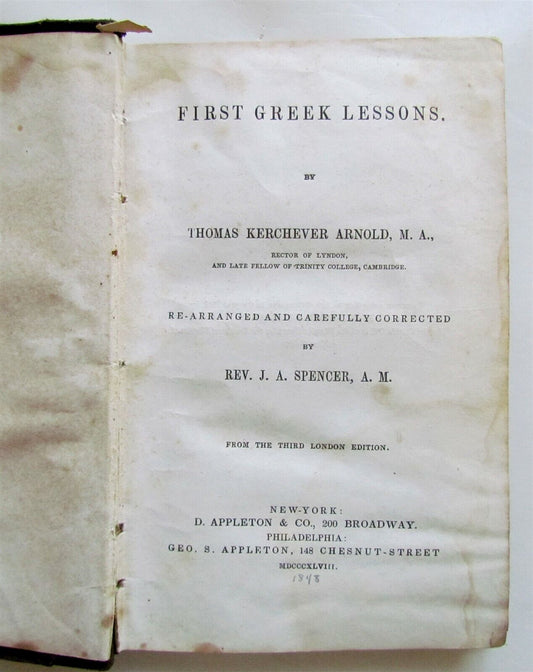 FIRST GREEK LESSONS.
BY
THOMAS KERCHEVER ARNOLD, M. A.,
RECTOR OF LYNDON,
AND LATE FELLOW OF TRINITY COLLEGE, CAMBRIDGE.
RE-ARRANGED AND CAREFULLY CORRECTED
BY
REV. J. A. SPENCER, A. M.
FROM THE THIRD LONDON EDITION.
NEW-YORK:
D. APPLETON & CO., 200 BROADWAY.
PHILADELPHIA:
GEO. S. APPLETON, 148 CHESNUT-STREET
MDCCCXLVIII.
1848